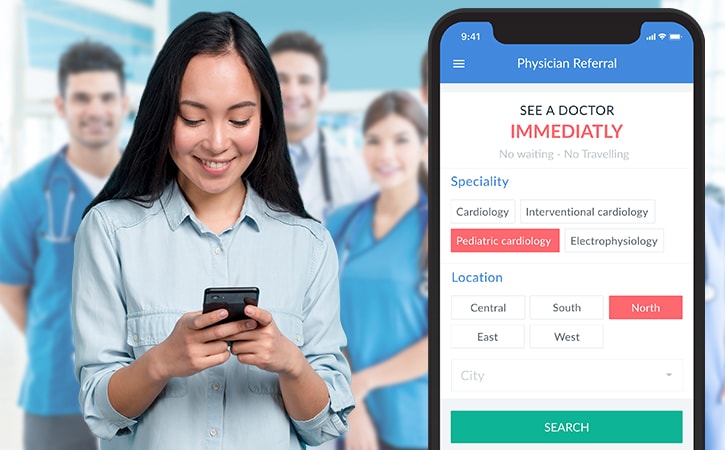 9:41
Physician Referral
SEE A DOCTOR
IMMEDIATLY
No waiting - No Travelling
Speciality
Cardiology Interventional cardiology
Pediatric cardiology Electrophysiology
Location
Central South North
East West
City
SEARCH